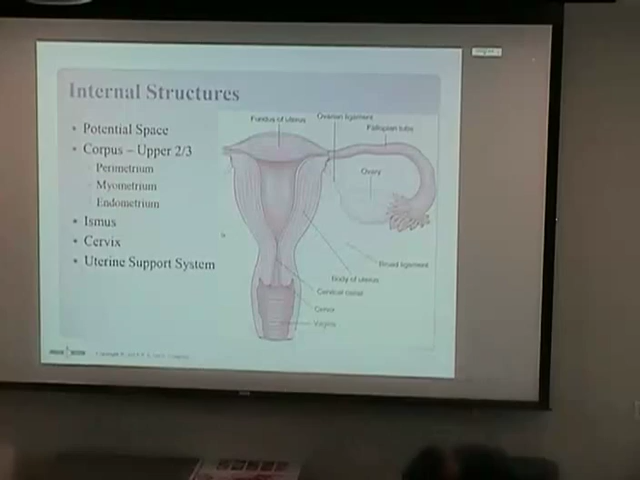 Internal Structures
Potential Space
Corpus – Upper 2/3
Perimetrium
Myometrium
Endometrium
Ismus
Cervix
Uterine Support System
Fundus of uterus
Ovarian ligament
Fallopian tube
Ovary
Broad ligament
Body of uterus
Cervical canal
Cervix
Vagina